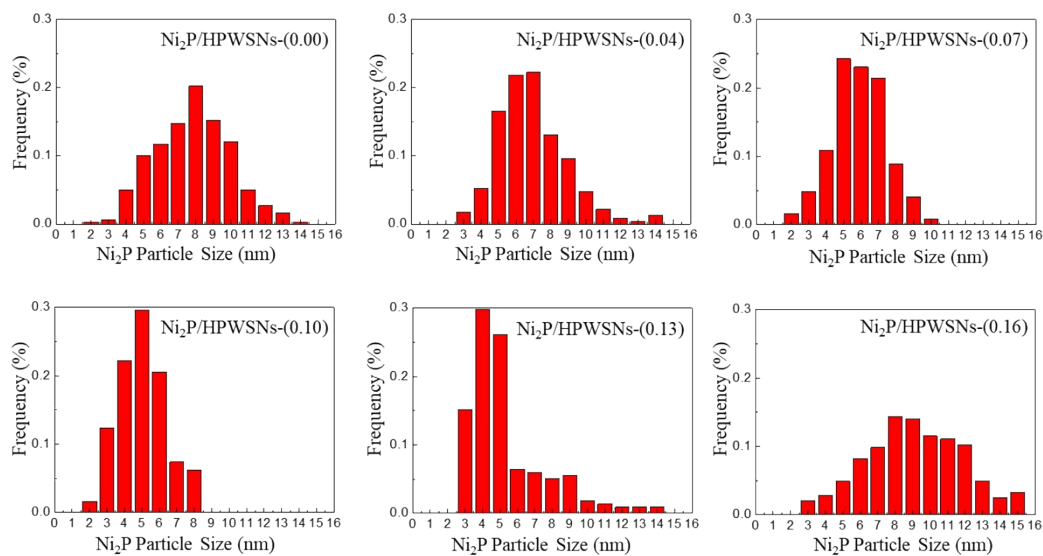 Ni₂P/HPWSNs-(0.00)
Frequency (%)
0.3
0.2
0.1
0.0
0 1 2 3 4 5 6 7 8 9 10 11 12 13 14 15 16
Ni₂P Particle Size (nm)
Ni₂P/HPWSNs-(0.04)
Frequency (%)
0.3
0.2
0.1
0.0
0 1 2 3 4 5 6 7 8 9 10 11 12 13 14 15 16
Ni₂P Particle Size (nm)
Ni₂P/HPWSNs-(0.07)
Frequency (%)
0.3
0.2
0.1
0.0
0 1 2 3 4 5 6 7 8 9 10 11 12 13 14 15 16
Ni₂P Particle Size (nm)
Ni₂P/HPWSNs-(0.10)
Frequency (%)
0.3
0.2
0.1
0.0
0 1 2 3 4 5 6 7 8 9 10 11 12 13 14 15 16
Ni₂P Particle Size (nm)
Ni₂P/HPWSNs-(0.13)
Frequency (%)
0.3
0.2
0.1
0.0
0 1 2 3 4 5 6 7 8 9 10 11 12 13 14 15 16
Ni₂P Particle Size (nm)
Ni₂P/HPWSNs-(0.16)
Frequency (%)
0.3
0.2
0.1
0.0
0 1 2 3 4 5 6 7 8 9 10 11 12 13 14 15 16
Ni₂P Particle Size (nm)